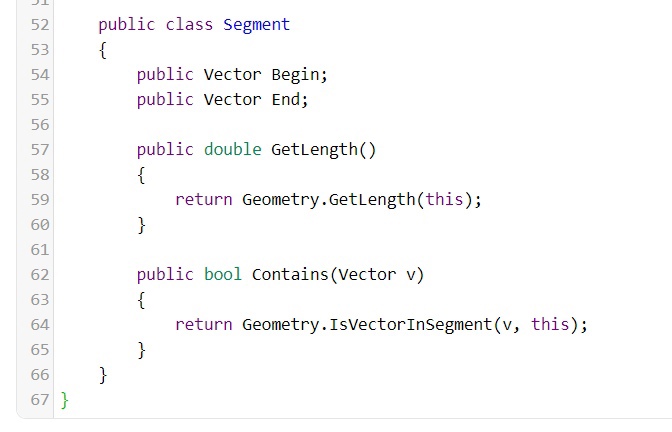 52 public class Segment
53 {
54 public Vector Begin;
55 public Vector End;
56
57 public double GetLength()
58 {
59 return Geometry.GetLength(this);
60 }
61
62 public bool Contains(Vector v)
63 {
64 return Geometry.IsVectorInSegment(v, this);
65 }
66 }
67 }